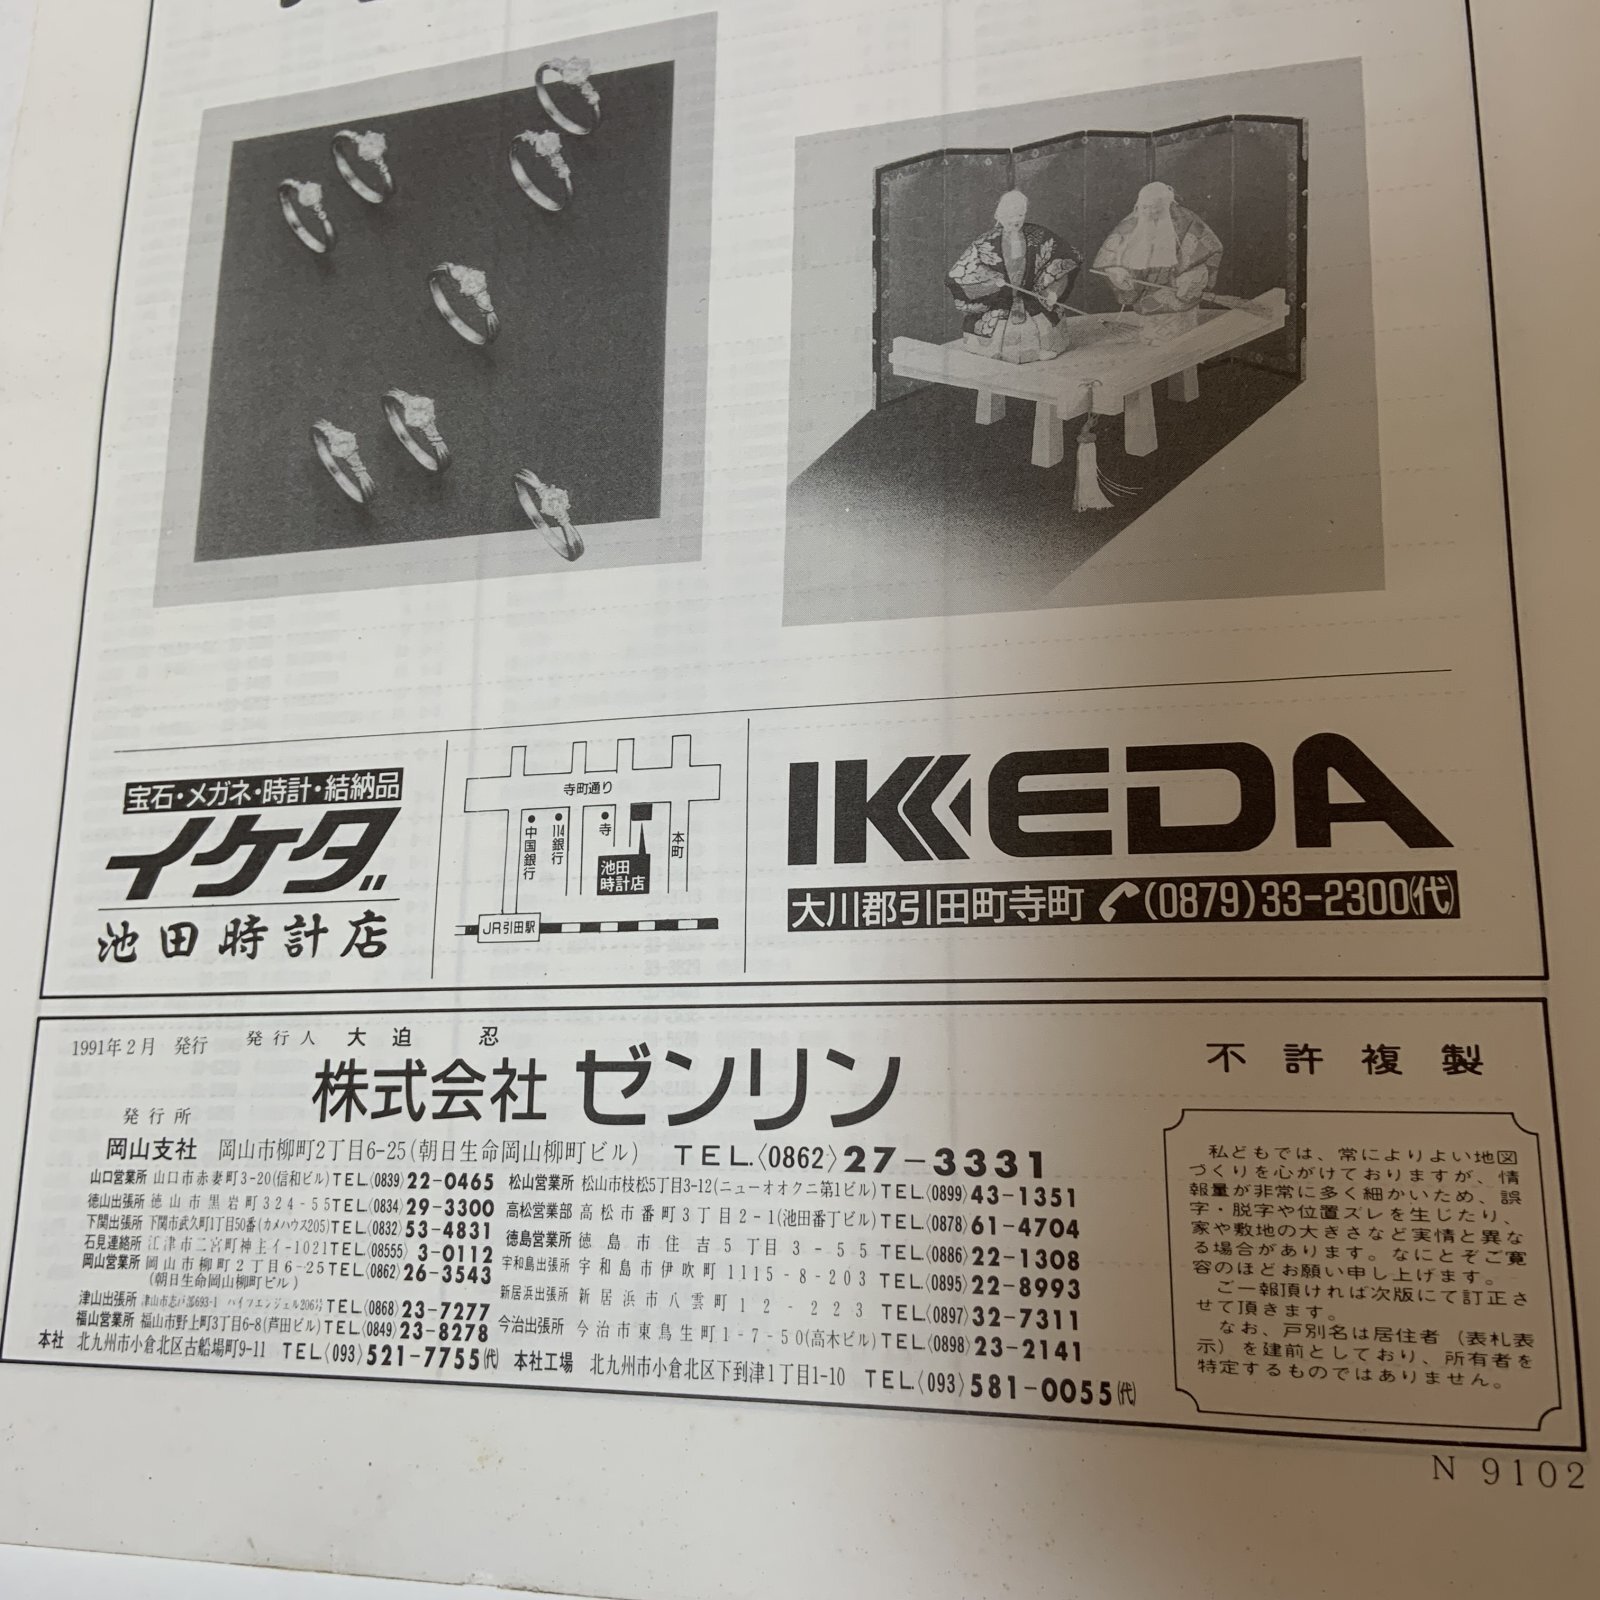 宝石・メガネ・時計・結納品
イケダ
池田時計店
寺町通り
中国銀行
114銀行
寺
池田
時計店
本町
JR引田駅
IKEDA
大川郡引田町寺町 (0879)33-2300(代)
1991年2月 発行 発行人 大迫 忍
株式会社 ゼンリン
発行所
岡山支社 岡山市柳町2丁目6-25(朝日生命岡山柳町ビル) TEL.〈0862〉27-3331
山口営業所 山口市赤妻町3-20(信和ビル)TEL〈0839〉22-0465
徳山出張所 徳山市黒岩町324-55TEL〈0834〉29-3300
下関出張所 下関市武久町1丁目50番(カメハウス205)TEL〈0832〉53-4831
石見連絡所 江津市二宮町神主イ-1021TEL〈08555〉3-0112
岡山営業所 岡山市柳町2丁目6-25TEL〈0862〉26-3543
(朝日生命岡山柳町ビル)
津山出張所 津山市志戸部693-1 ハイツエンジェル206号TEL〈0868〉23-7277
福山営業所 福山市野上町3丁目6-8(芦田ビル)TEL〈0849〉23-8278
松山営業所 松山市枝松5丁目3-12(ニューオオクニ第1ビル)TEL〈0899〉43-1351
高松営業部 高松市番町3丁目2-1(池田番丁ビル)TEL〈0878〉61-4704
徳島営業所 徳島市住吉5丁目3-55TEL〈0886〉22-1308
宇和島出張所 宇和島市伊吹町1115-8-203TEL〈0895〉22-8993
新居浜出張所 新居浜市八雲町12-223TEL〈0897〉32-7311
今治出張所 今治市東鳥生町1-7-50(高木ビル)TEL〈0898〉23-2141
本社 北九州市小倉北区古船場町9-11 TEL〈093〉521-7755(代) 本社工場 北九州市小倉北区下到津1丁目1-10 TEL〈093〉581-0055(代)
不許複製
私どもでは、常によりよい地図
づくりを心がけておりますが、情
報量が非常に多く細かいため、誤
字・脱字や位置ズレを生じたり、
家や敷地の大きさなど実情と異な
る場合があります。なにとぞご寛
容のほどお願い申し上げます。
ご一報頂ければ次版にて訂正さ
せて頂きます。
なお、戸別名は居住者（表札表
示）を建前としており、所有者を
特定するものではありません。
N 9102